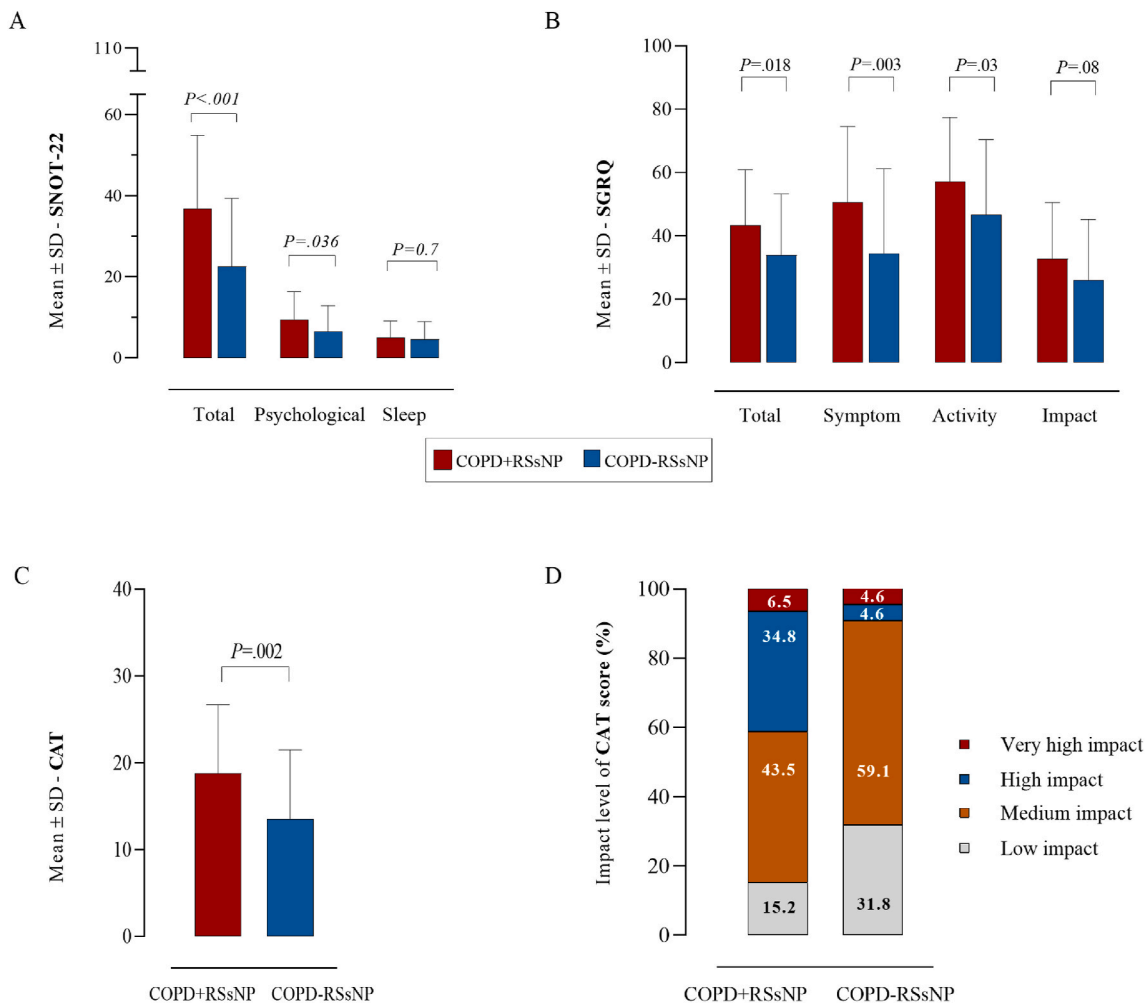 A
110
60
40
20
0
Mean ± SD - SNOT-22
P<.001
P=.036
P=0.7
Total Psychological Sleep
B
100
80
60
40
20
0
Mean ± SD - SGRQ
P=.018
P=.003
P=.03
P=.08
Total Symptom Activity Impact
COPD+RSsNP COPD-RSsNP
C
40
30
20
10
0
Mean ± SD - CAT
P=.002
COPD+RSsNP COPD-RSsNP
D
100
80
60
40
20
0
Impact level of CAT score (%)
6.5
34.8
43.5
15.2
4.6
4.6
59.1
31.8
COPD+RSsNP COPD-RSsNP
Very high impact
High impact
Medium impact
Low impact